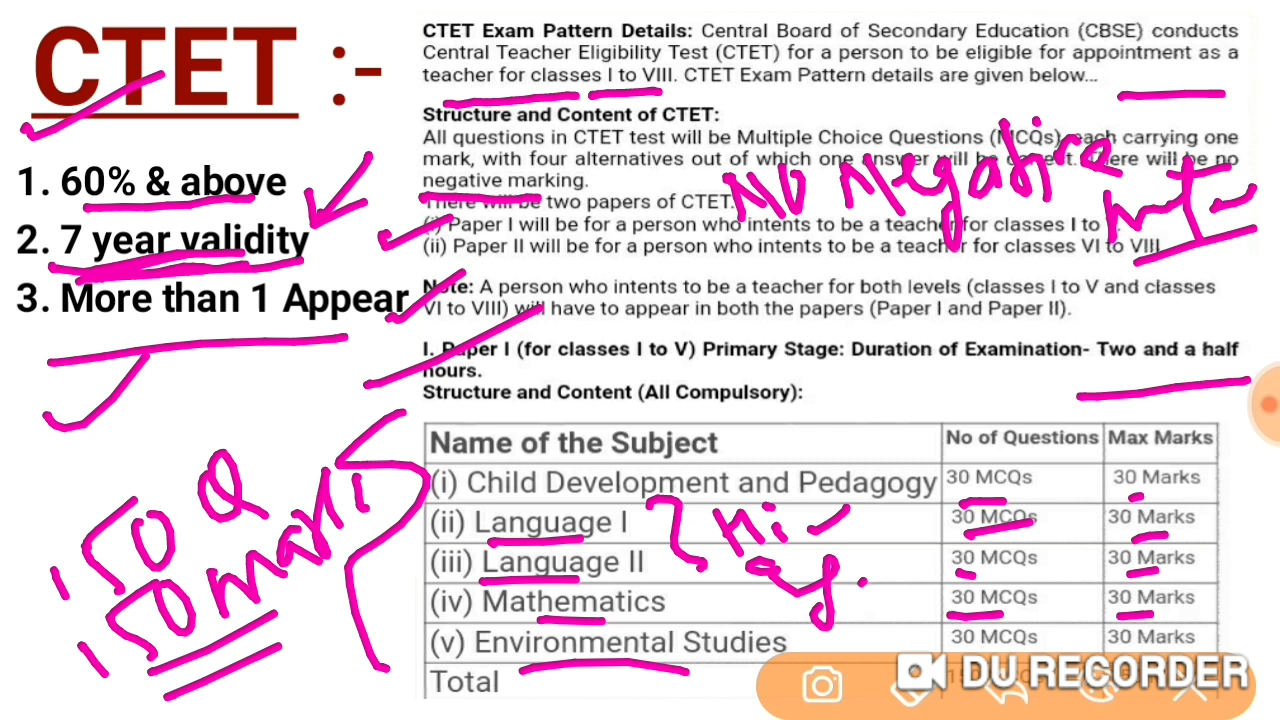 CTET :-
1. 60% & above
2. 7 year validity
3. More than 1 Appear
150 Q
150 marks
CTET Exam Pattern Details: Central Board of Secondary Education (CBSE) conducts
Central Teacher Eligibility Test (CTET) for a person to be eligible for appointment as a
teacher for classes I to VIII. CTET Exam Pattern details are given below...
Structure and Content of CTET:
All questions in CTET test will be Multiple Choice Questions (MCQs), each carrying one
mark, with four alternatives out of which one answer will be correct. There will be no
negative marking.
No Negative
There will be two papers of CTET.
(i) Paper I will be for a person who intents to be a teacher for classes I to
(ii) Paper II will be for a person who intents to be a teacher for classes VI to VIII
Note: A person who intents to be a teacher for both levels (classes I to V and classes
VI to VIII) will have to appear in both the papers (Paper I and Paper II).
I. Paper I (for classes I to V) Primary Stage: Duration of Examination- Two and a half
hours.
Structure and Content (All Compulsory):
Name of the Subject No of Questions Max Marks
(i) Child Development and Pedagogy 30 MCQs 30 Marks
(ii) Language I 30 MCQs 30 Marks
Hi
(iii) Language II 30 MCQs 30 Marks
(iv) Mathematics 30 MCQs 30 Marks
(v) Environmental Studies 30 MCQs 30 Marks
Total
DU RECORDER